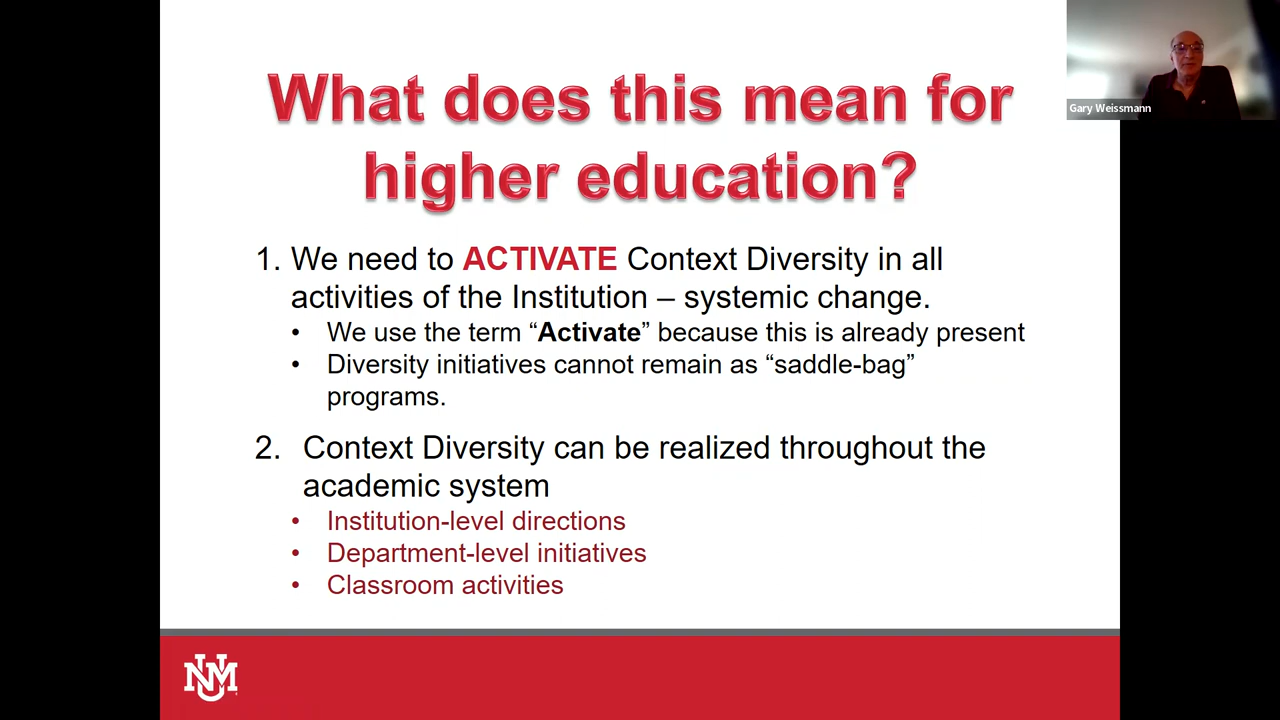 What does this mean for
higher education?
Gary Weissmann
1. We need to ACTIVATE Context Diversity in all
activities of the Institution – systemic change.
• We use the term “Activate” because this is already present
• Diversity initiatives cannot remain as “saddle-bag”
programs.
2. Context Diversity can be realized throughout the
academic system
• Institution-level directions
• Department-level initiatives
• Classroom activities
UNM